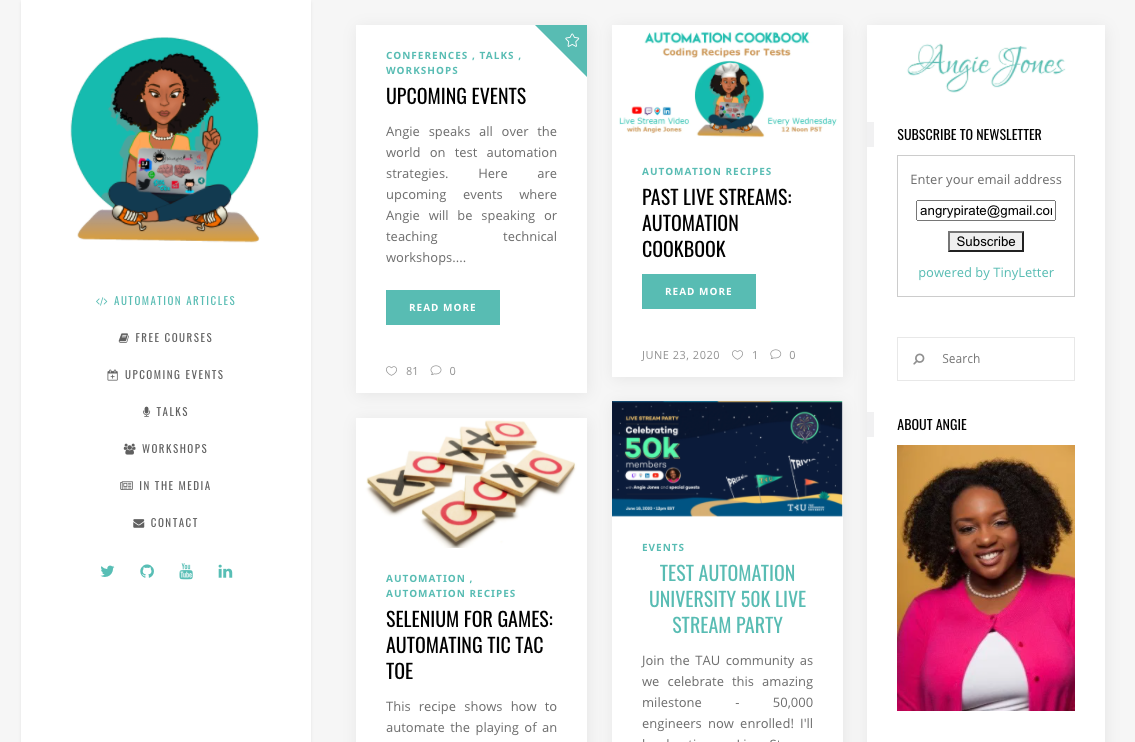 AUTOMATION ARTICLES
FREE COURSES
UPCOMING EVENTS
TALKS
WORKSHOPS
IN THE MEDIA
CONTACT
You
Tube
in
CONFERENCES , TALKS ,
WORKSHOPS
UPCOMING EVENTS
Angie speaks all over the
world on test automation
strategies. Here are
upcoming events where
Angie will be speaking or
teaching technical
workshops....
READ MORE
81 0
AUTOMATION ,
AUTOMATION RECIPES
SELENIUM FOR GAMES:
AUTOMATING TIC TAC
TOE
This recipe shows how to
automate the playing of an
AUTOMATION COOKBOOK
Coding Recipes For Tests
Live Stream Video
with Angie Jones
Every Wednesday
12 Noon PST
AUTOMATION RECIPES
PAST LIVE STREAMS:
AUTOMATION
COOKBOOK
READ MORE
JUNE 23, 2020 1 0
LIVE STREAM PARTY
Celebrating
50k
members
with Angie Jones and special guests
TAU
EVENTS
TEST AUTOMATION
UNIVERSITY 50K LIVE
STREAM PARTY
Join the TAU community as
we celebrate this amazing
milestone - 50,000
engineers now enrolled! I'll
Angie Jones
SUBSCRIBE TO NEWSLETTER
Enter your email address
angrypirate@gmail.co
Subscribe
powered by TinyLetter
Search
ABOUT ANGIE